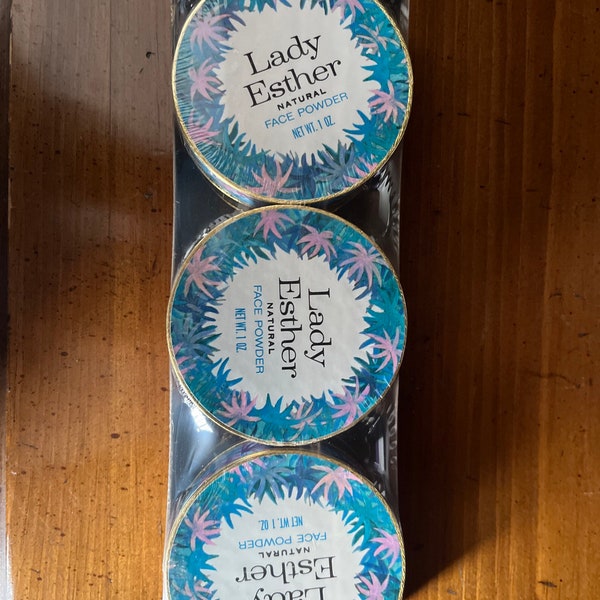 Lady
Esther
NATURAL
FACE POWDER
NET WT. 1 OZ.
Lady
Esther
NATURAL
FACE POWDER
NET WT. 1 OZ.
Lady
Esther
NATURAL
FACE POWDER
NET WT. 1 OZ.